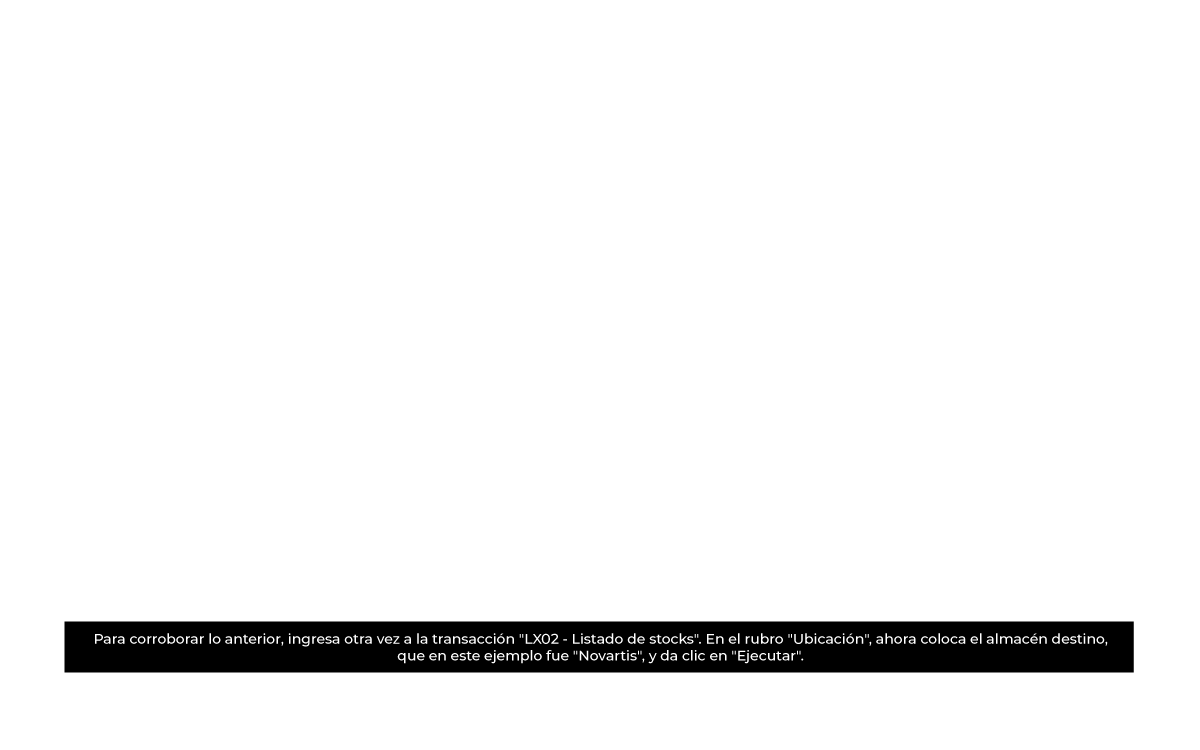 Para corroborar lo anterior, ingresa otra vez a la transacción "LX02 - Listado de stocks". En el rubro "Ubicación", ahora coloca el almacén destino,
que en este ejemplo fue "Novartis", y da clic en "Ejecutar".